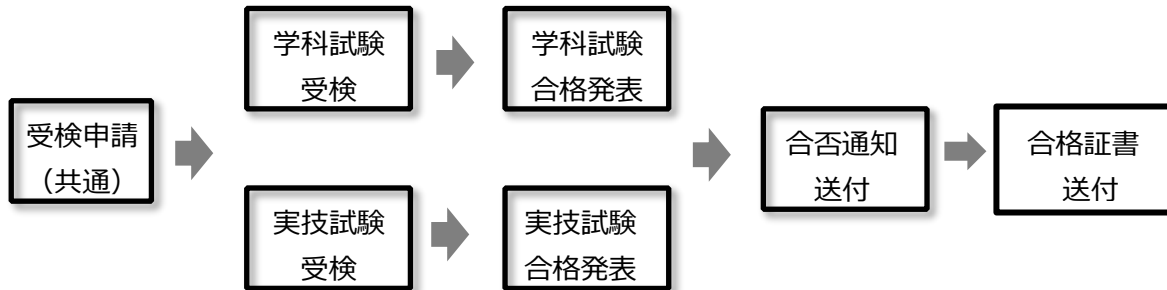 学科試験
受検
学科試験
合格発表
受検申請
（共通）
合否通知
送付
合格証書
送付
実技試験
受検
実技試験
合格発表